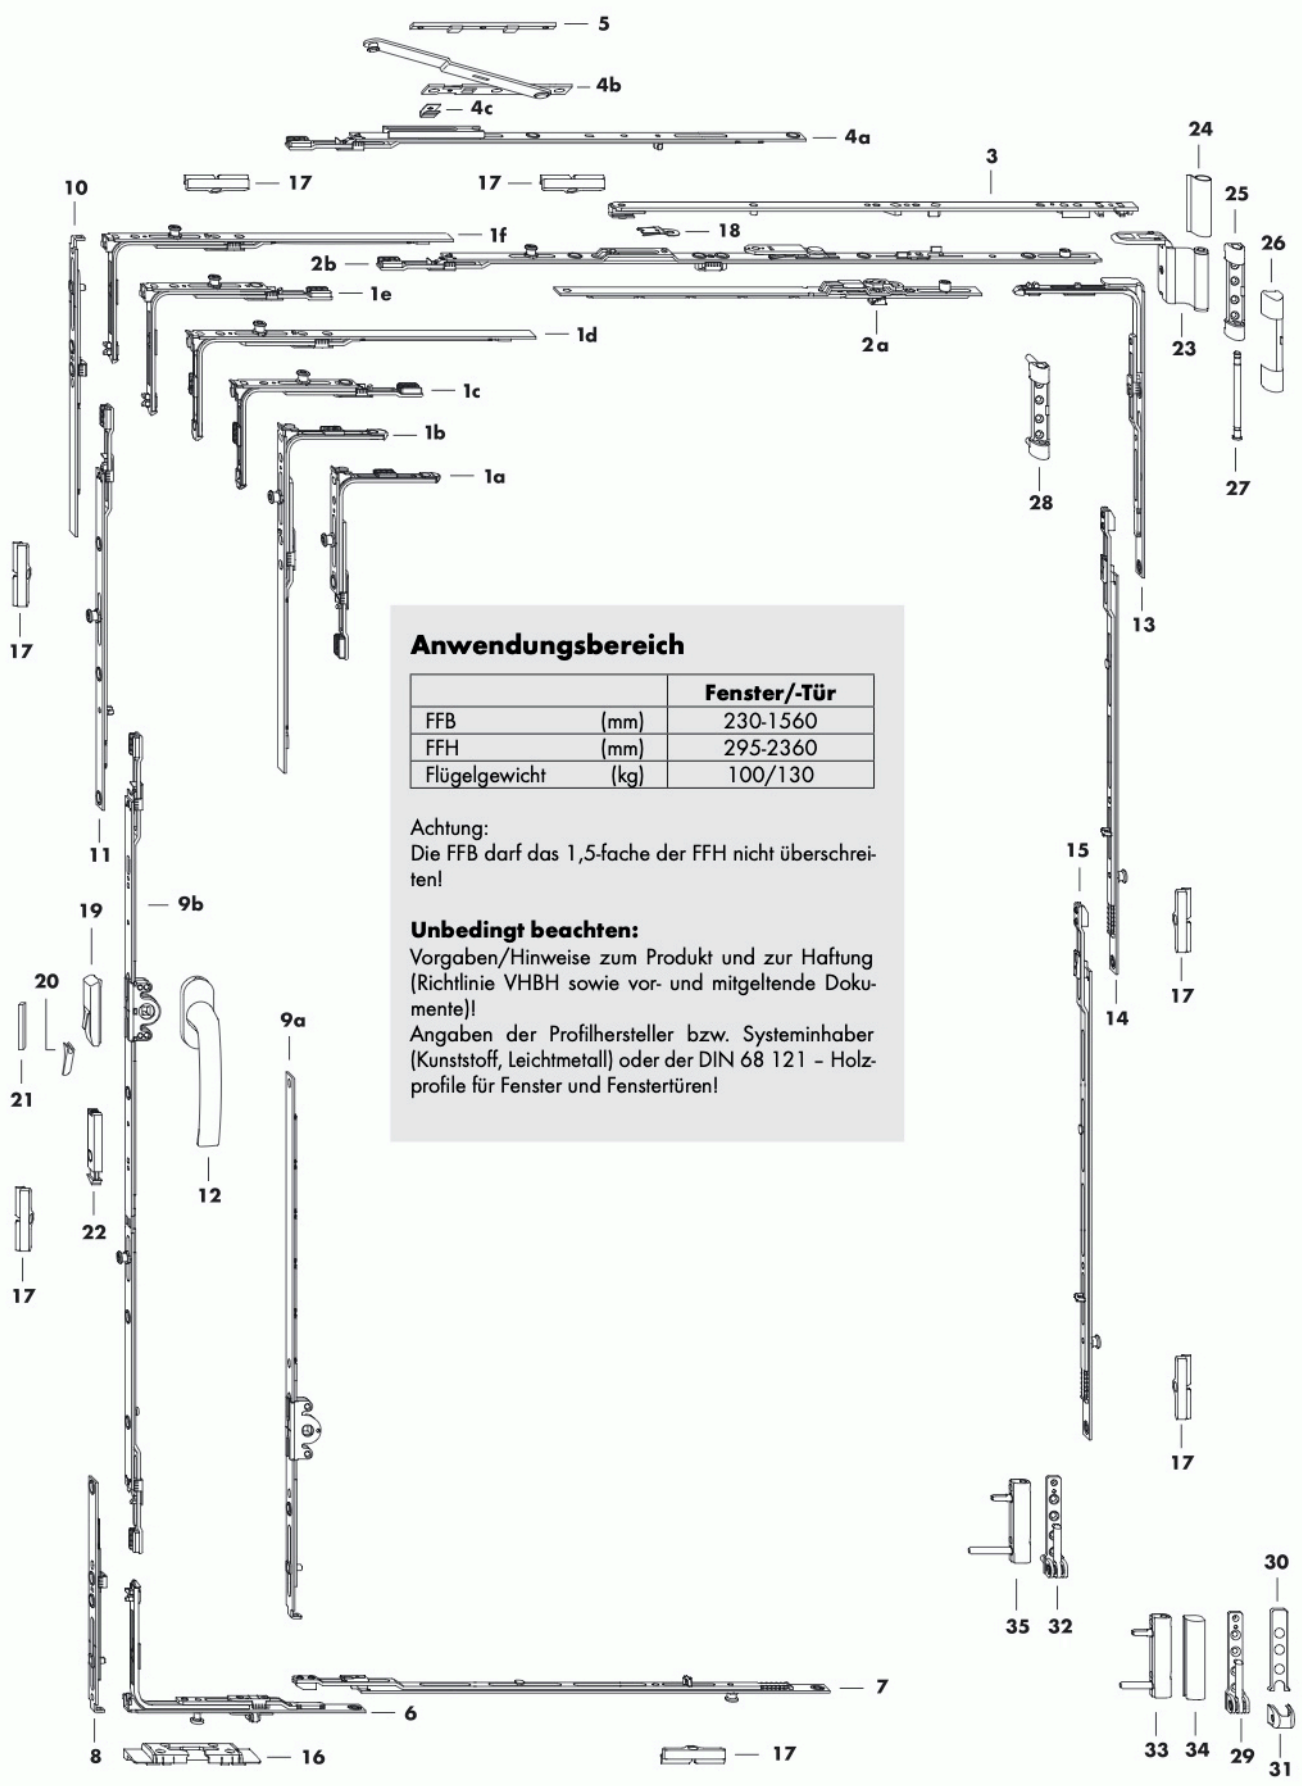 5
4b
4c
4a
24
3
17
17
10
25
18
1f
26
2b
1e
1d
2a
23
1c
1b
1a
27
28
13
17
Anwendungsbereich
Fenster/-Tür
FFB (mm) 230-1560
FFH (mm) 295-2360
Flügelgewicht (kg) 100/130
Achtung:
Die FFB darf das 1,5-fache der FFH nicht überschrei-
ten!
Unbedingt beachten:
Vorgaben/Hinweise zum Produkt und zur Haftung
(Richtlinie VHBH sowie vor- und mitgeltende Doku-
mente)!
Angaben der Profilhersteller bzw. Systeminhaber
(Kunststoff, Leichtmetall) oder der DIN 68 121 – Holz-
profile für Fenster und Fenstertüren!
11
15
9b
19
20
17
14
9a
21
12
22
17
17
30
35
32
7
6
33
34
29
31
8
16
17